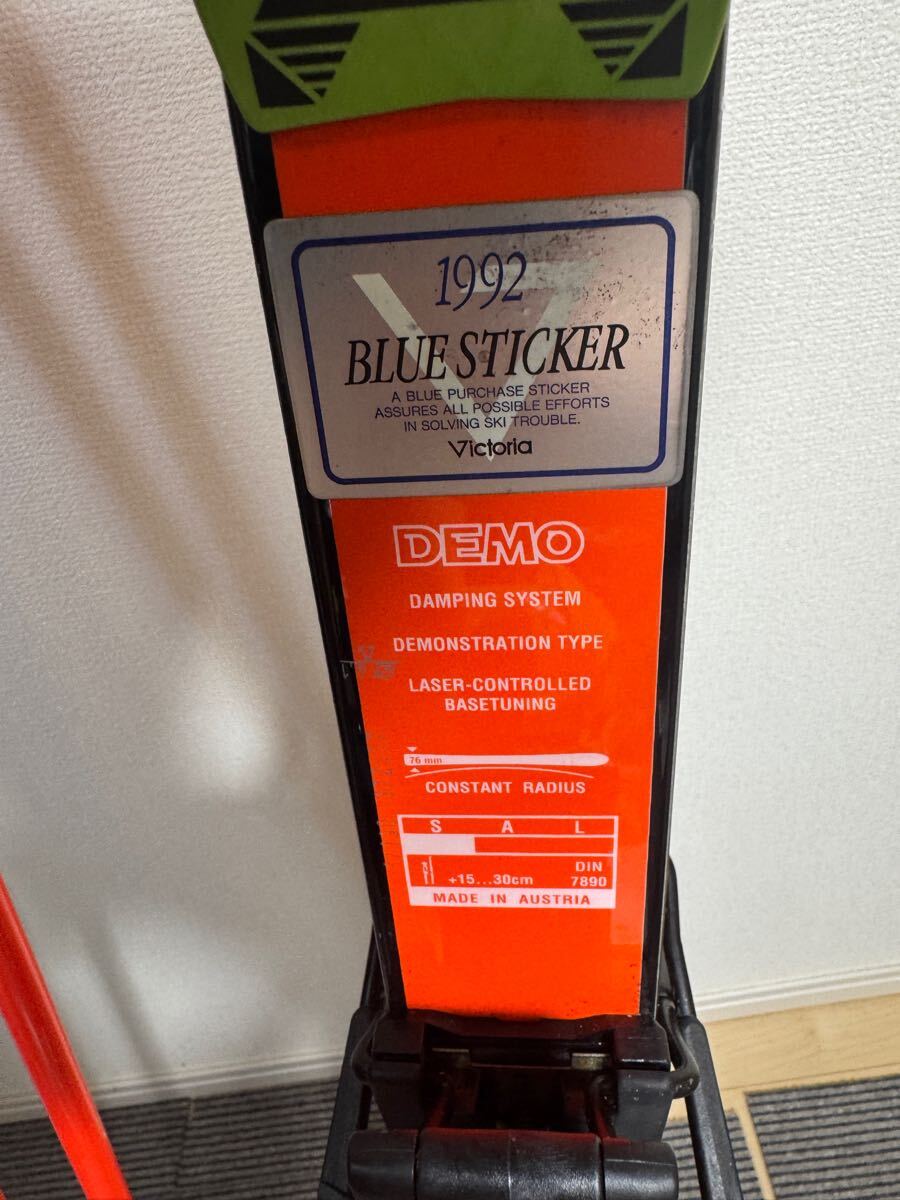 1992
BLUE STICKER
A BLUE PURCHASE STICKER
ASSURES ALL POSSIBLE EFFORTS
IN SOLVING SKI TROUBLE.
Victoria
DEMO
DAMPING SYSTEM
DEMONSTRATION TYPE
LASER-CONTROLLED
BASETUNING
76 mm
CONSTANT RADIUS
S A L
+15...30cm
DIN
7890
MADE IN AUSTRIA